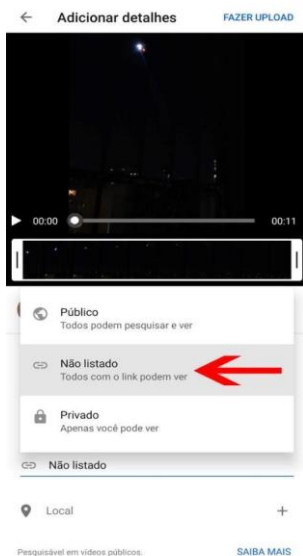 Adicionar detalhes
FAZER UPLOAD
00:00
00:11
Público
Todos podem pesquisar e ver
Não listado
Todos com o link podem ver
Privado
Apenas você pode ver
Não listado
Local
Pesquisável em vídeos públicos.
SAIBA MAIS